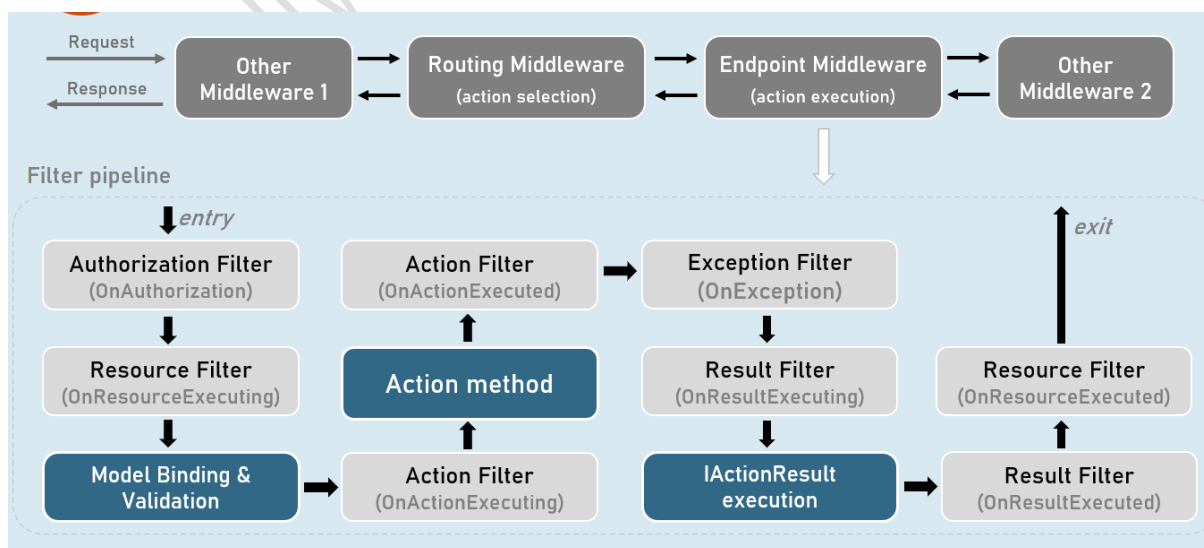 Request
Response
Other
Middleware 1
Routing Middleware
(action selection)
Endpoint Middleware
(action execution)
Other
Middleware 2
Filter pipeline
entry
exit
Authorization Filter
(OnAuthorization)
Resource Filter
(OnResourceExecuting)
Model Binding &
Validation
Action Filter
(OnActionExecuting)
Action method
Action Filter
(OnActionExecuted)
Exception Filter
(OnException)
Result Filter
(OnResultExecuting)
IActionResult
execution
Result Filter
(OnResultExecuted)
Resource Filter
(OnResourceExecuted)